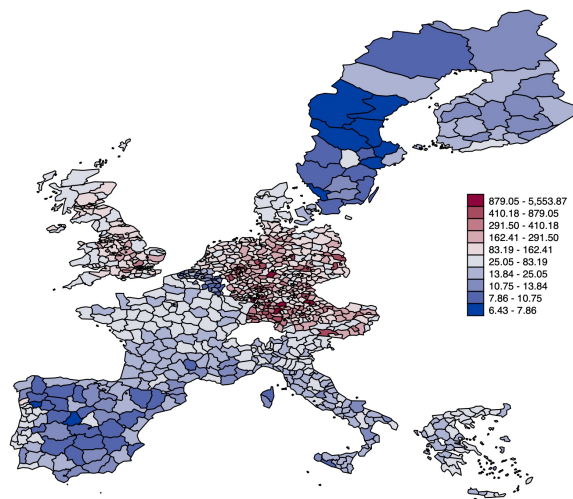 879.05 - 5,553.87
410.18 - 879.05
291.50 - 410.18
162.41 - 291.50
83.19 - 162.41
25.05 - 83.19
13.84 - 25.05
10.75 - 13.84
7.86 - 10.75
6.43 - 7.86